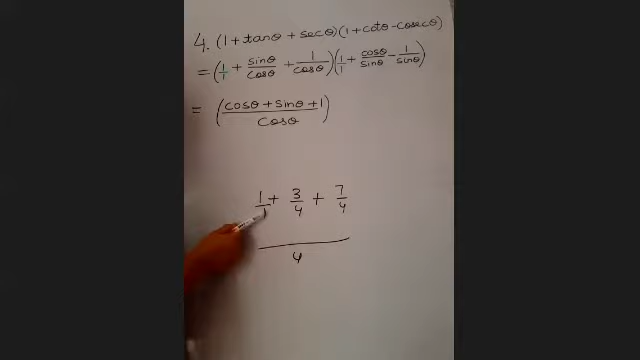 4. (1 + tanθ + secθ)(1 + cotθ - cosecθ)
= (1/1 + sinθ/cosθ + 1/cosθ)(1/1 + cosθ/sinθ - 1/sinθ)
= ((cosθ + sinθ + 1)/cosθ)
1/1 + 3/4 + 7/4
4